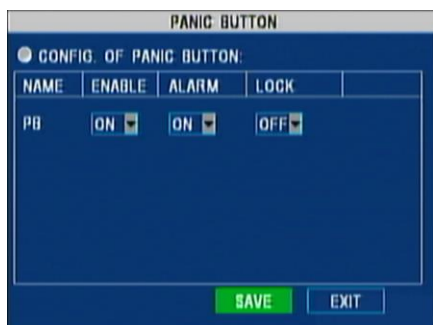 PANIC BUTTON
CONFIG. OF PANIC BUTTON:
NAME ENABLE ALARM LOCK
PB ON ON OFF
SAVE EXIT